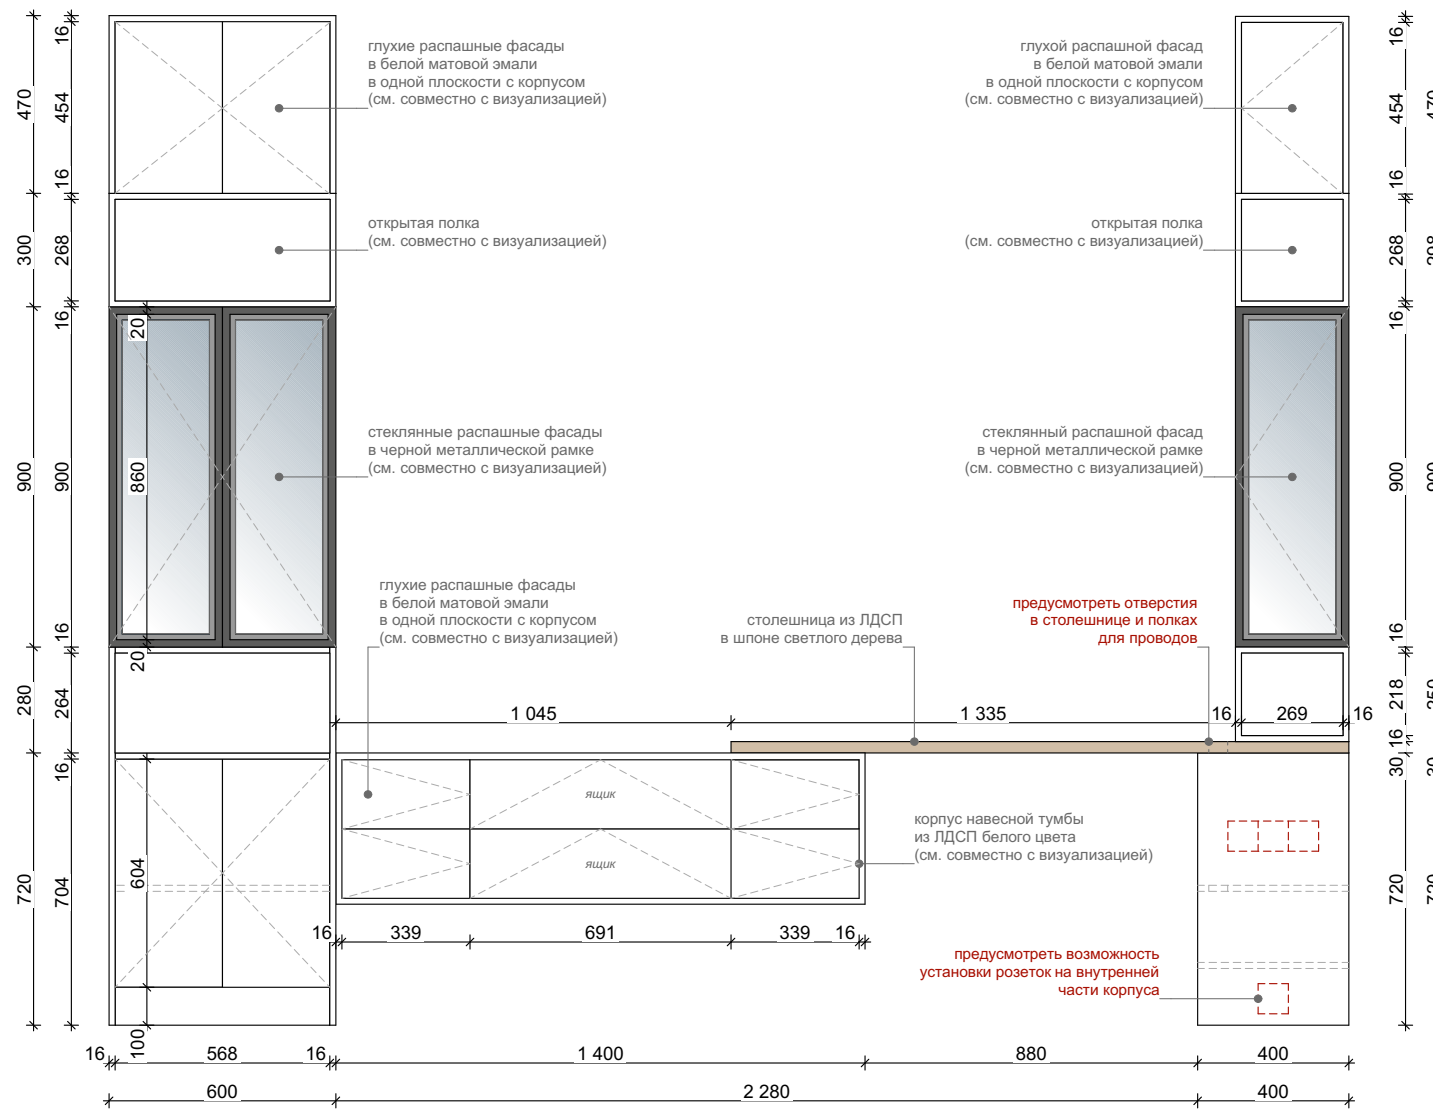 глухие распашные фасады
в белой матовой эмали
в одной плоскости с корпусом
(см. совместно с визуализацией)
глухой распашной фасад
в белой матовой эмали
в одной плоскости с корпусом
(см. совместно с визуализацией)
открытая полка
(см. совместно с визуализацией)
открытая полка
(см. совместно с визуализацией)
стеклянные распашные фасады
в черной металлической рамке
(см. совместно с визуализацией)
стеклянный распашной фасад
в черной металлической рамке
(см. совместно с визуализацией)
глухие распашные фасады
в белой матовой эмали
в одной плоскости с корпусом
(см. совместно с визуализацией)
столешница из ЛДСП
в шпоне светлого дерева
предусмотреть отверстия
в столешнице и полках
для проводов
ящик
ящик
корпус навесной тумбы
из ЛДСП белого цвета
(см. совместно с визуализацией)
предусмотреть возможность
установки розеток на внутренней
части корпуса
470
300
900
280
720
16
454
16
268
16
900
16
264
16
704
20
860
20
604
100
1 045
1 335
16
269
16
16
339
691
339
16
16
568
16
1 400
880
400
600
2 280
400
16
454
16
268
16
900
16
218
16
30
720